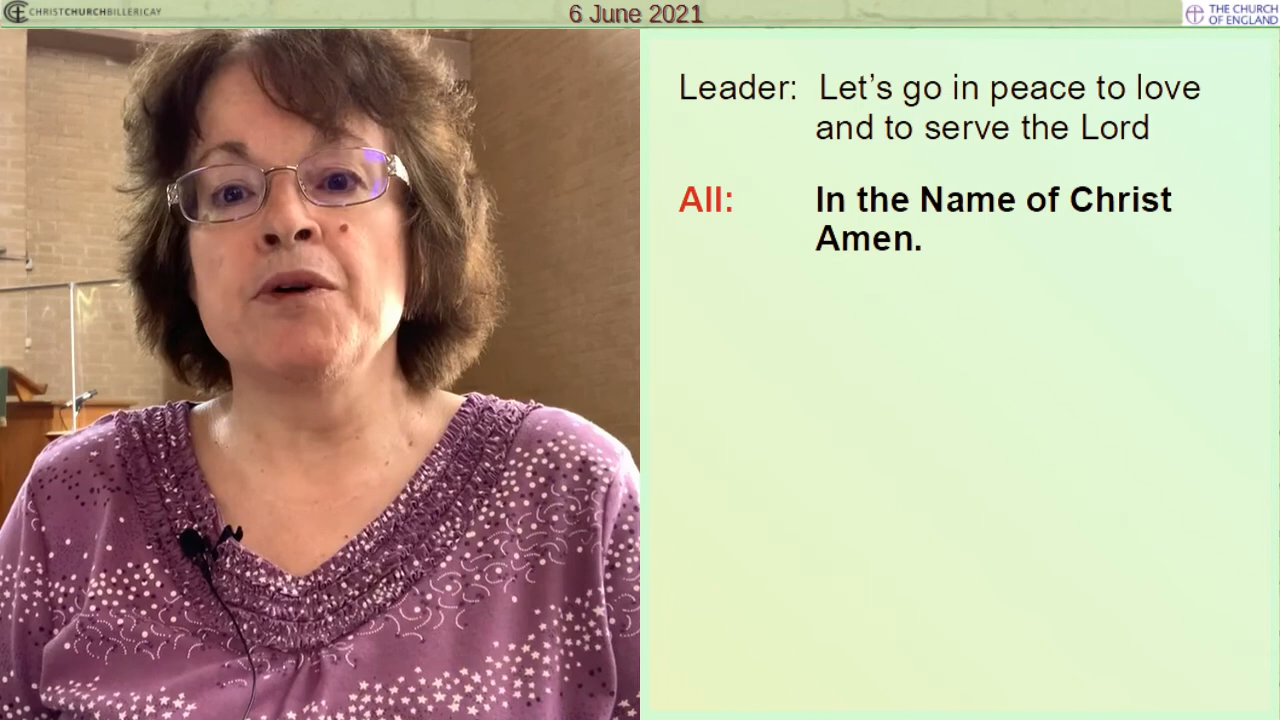 CHRISTCHURCHBILLERICAY
6 June 2021
THE CHURCH
OF ENGLAND
Leader: Let's go in peace to love
and to serve the Lord
All: In the Name of Christ
Amen.